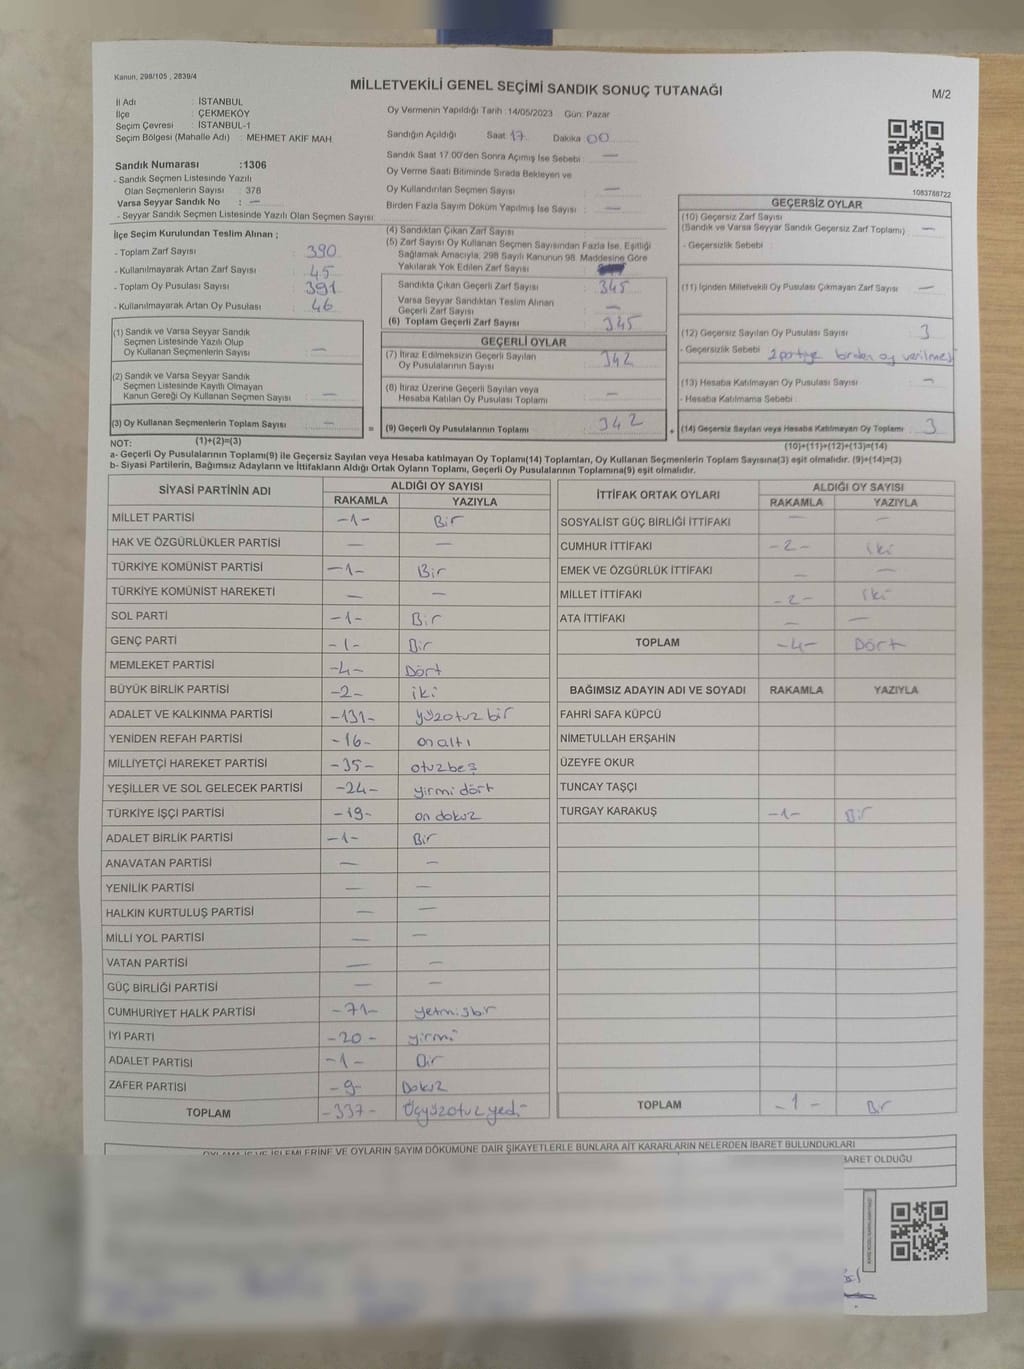 Kanun, 298/105 , 2839/4
MİLLETVEKİLİ GENEL SEÇİMİ SANDIK SONUÇ TUTANAĞI
M/2
İl Adı : İSTANBUL
İlçe : ÇEKMEKÖY
Seçim Çevresi : İSTANBUL-1
Seçim Bölgesi (Mahalle Adı) : MEHMET AKİF MAH.
Sandık Numarası :1306
- Sandık Seçmen Listesinde Yazılı
Olan Seçmenlerin Sayısı : 378
Varsa Seyyar Sandık No : —
- Seyyar Sandık Seçmen Listesinde Yazılı Olan Seçmen Sayısı:
İlçe Seçim Kurulundan Teslim Alınan ;
- Toplam Zarf Sayısı : 390
- Kullanılmayarak Artan Zarf Sayısı : 45
- Toplam Oy Pusulası Sayısı : 391
- Kullanılmayarak Artan Oy Pusulası : 46
Oy Vermenin Yapıldığı Tarih :14/05/2023 Gün: Pazar
Sandığın Açıldığı Saat 17 Dakika 00
Sandık Saat 17:00'den Sonra Açımış İse Sebebi : —
Oy Verme Saati Bitiminde Sırada Bekleyen ve
Oy Kullandırılan Seçmen Sayısı : —
Birden Fazla Sayım Döküm Yapılmış İse Sayısı : —
(4) Sandıktan Çıkan Zarf Sayısı
(5) Zarf Sayısı Oy Kullanan Seçmen Sayısından Fazla İse, Eşitliği
Sağlamak Amacıyla, 298 Sayılı Kanunun 98. Maddesine Göre
Yakılarak Yok Edilen Zarf Sayısı
Sandıkta Çıkan Geçerli Zarf Sayısı : 345
Varsa Seyyar Sandıktan Teslim Alınan
Geçerli Zarf Sayısı : —
(6) Toplam Geçerli Zarf Sayısı : 345
1083788722
GEÇERSİZ OYLAR
(10) Geçersiz Zarf Sayısı
(Sandık ve Varsa Seyyar Sandık Geçersiz Zarf Toplamı) : —
- Geçersizlik Sebebi :
(11) İçinden Milletvekili Oy Pusulası Çıkmayan Zarf Sayısı : —
(12) Geçersiz Sayılan Oy Pusulası Sayısı : 3
- Geçersizlik Sebebi : 2 partiye birden oy verilmesi
(13) Hesaba Katılmayan Oy Pusulası Sayısı : —
- Hesaba Katılmama Sebebi :
(14) Geçersiz Sayılan veya Hesaba Katılmayan Oy Toplamı : 3
(1) Sandık ve Varsa Seyyar Sandık
Seçmen Listesinde Yazılı Olup
Oy Kullanan Seçmenlerin Sayısı : —
(2) Sandık ve Varsa Seyyar Sandık
Seçmen Listesinde Kayıtlı Olmayan
Kanun Gereği Oy Kullanan Seçmen Sayısı : —
(3) Oy Kullanan Seçmenlerin Toplam Sayısı : —
=
GEÇERLİ OYLAR
(7) İtiraz Edilmeksizin Geçerli Sayılan
Oy Pusulalarının Sayısı : 342
(8) İtiraz Üzerine Geçerli Sayılan veya
Hesaba Katılan Oy Pusulası Toplamı : —
(9) Geçerli Oy Pusulalarının Toplamı : 342
+
NOT: (1)+(2)=(3)
(10)+(11)+(12)+(13)=(14)
a- Geçerli Oy Pusulalarının Toplamı(9) ile Geçersiz Sayılan veya Hesaba katılmayan Oy Toplamı(14) Toplamları, Oy Kullanan Seçmenlerin Toplam Sayısına(3) eşit olmalıdır. (9)+(14)=(3)
b- Siyasi Partilerin, Bağımsız Adayların ve İttifakların Aldığı Ortak Oyların Toplamı, Geçerli Oy Pusulalarının Toplamına(9) eşit olmalıdır.
SİYASİ PARTİNİN ADI ALDIĞI OY SAYISI
RAKAMLA YAZIYLA
MİLLET PARTİSİ -1- Bir
HAK VE ÖZGÜRLÜKLER PARTİSİ — —
TÜRKİYE KOMÜNİST PARTİSİ -1- Bir
TÜRKİYE KOMÜNİST HAREKETİ — —
SOL PARTİ -1- Bir
GENÇ PARTİ -1- Bir
MEMLEKET PARTİSİ -4- Dört
BÜYÜK BİRLİK PARTİSİ -2- iki
ADALET VE KALKINMA PARTİSİ -131- yüzotuz bir
YENİDEN REFAH PARTİSİ -16- onaltı
MİLLİYETÇİ HAREKET PARTİSİ -35- otuzbeş
YEŞİLLER VE SOL GELECEK PARTİSİ -24- yirmi dört
TÜRKİYE İŞÇİ PARTİSİ -19- on dokuz
ADALET BİRLİK PARTİSİ -1- Bir
ANAVATAN PARTİSİ — —
YENİLİK PARTİSİ — —
HALKIN KURTULUŞ PARTİSİ — —
MİLLİ YOL PARTİSİ — —
VATAN PARTİSİ — —
GÜÇ BİRLİĞİ PARTİSİ — —
CUMHURİYET HALK PARTİSİ -71- yetmişbir
İYİ PARTİ -20- yirmi
ADALET PARTİSİ -1- Bir
ZAFER PARTİSİ -9- Dokuz
TOPLAM -337- Üçyüzotuz yedi
İTTİFAK ORTAK OYLARI ALDIĞI OY SAYISI
RAKAMLA YAZIYLA
SOSYALİST GÜÇ BİRLİĞİ İTTİFAKI — —
CUMHUR İTTİFAKI -2- iki
EMEK VE ÖZGÜRLÜK İTTİFAKI — —
MİLLET İTTİFAKI -2- iki
ATA İTTİFAKI — —
TOPLAM -4- Dört
BAĞIMSIZ ADAYIN ADI VE SOYADI RAKAMLA YAZIYLA
FAHRİ SAFA KÜPCÜ
NİMETULLAH ERŞAHİN
ÜZEYFE OKUR
TUNCAY TAŞÇI
TURGAY KARAKUŞ -1- Bir
TOPLAM -1- Bir
VE OYLARIN SAYIM DÖKÜMÜNE DAİR ŞİKAYETLERLE BUNLARA AİT KARARLARIN NELERDEN İBARET BULUNDUKLARI
İBARET OLDUĞU